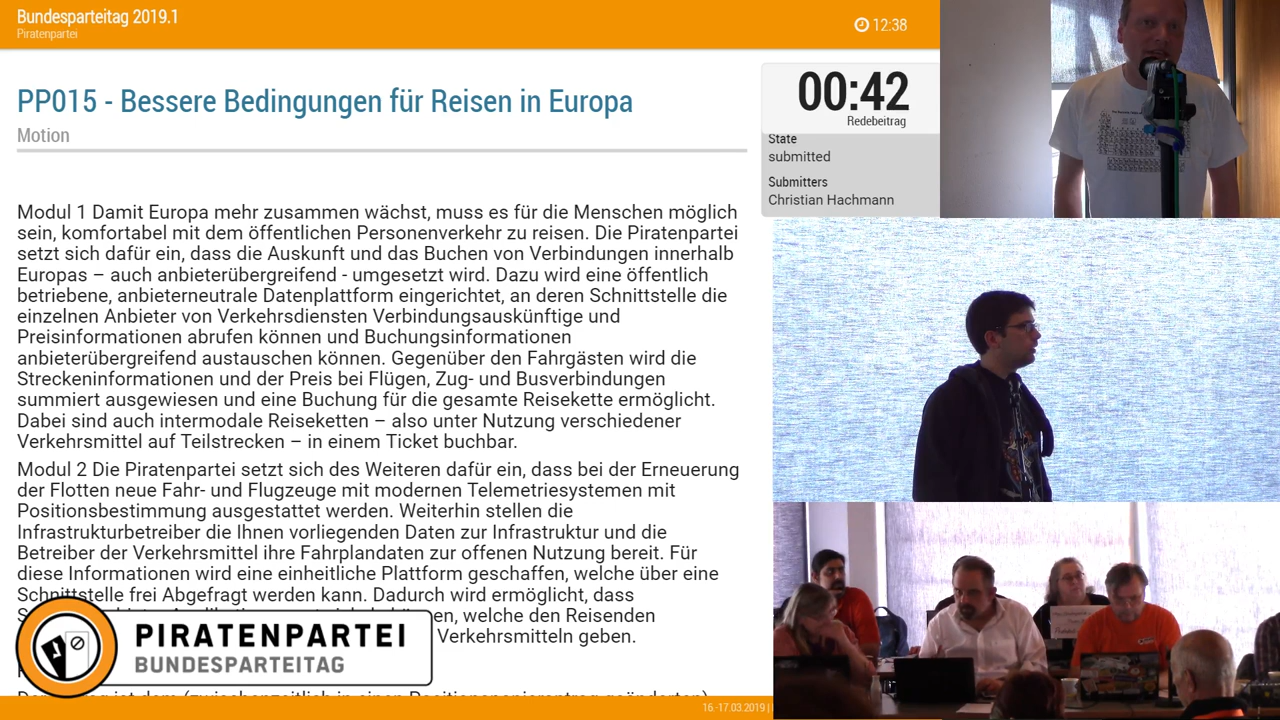 Bundesparteitag 2019.1
Piratenpartei
12:38
PP015 - Bessere Bedingungen für Reisen in Europa
Motion
00:42
Redebeitrag
State
submitted
Submitters
Christian Hachmann
Modul 1 Damit Europa mehr zusammen wächst, muss es für die Menschen möglich
sein, komfortabel mit dem öffentlichen Personenverkehr zu reisen. Die Piratenpartei
setzt sich dafür ein, dass die Auskunft und das Buchen von Verbindungen innerhalb
Europas – auch anbieterübergreifend - umgesetzt wird. Dazu wird eine öffentlich
betriebene, anbieterneutrale Datenplattform eingerichtet, an deren Schnittstelle die
einzelnen Anbieter von Verkehrsdiensten Verbindungsauskünftige und
Preisinformationen abrufen können und Buchungsinformationen
anbieterübergreifend austauschen können. Gegenüber den Fahrgästen wird die
Streckeninformationen und der Preis bei Flügen, Zug- und Busverbindungen
summiert ausgewiesen und eine Buchung für die gesamte Reisekette ermöglicht.
Dabei sind auch intermodale Reiseketten – also unter Nutzung verschiedener
Verkehrsmittel auf Teilstrecken – in einem Ticket buchbar.
Modul 2 Die Piratenpartei setzt sich des Weiteren dafür ein, dass bei der Erneuerung
der Flotten neue Fahr- und Flugzeuge mit modernen Telemetriesystemen mit
Positionsbestimmung ausgestattet werden. Weiterhin stellen die
Infrastrukturbetreiber die Ihnen vorliegenden Daten zur Infrastruktur und die
Betreiber der Verkehrsmittel ihre Fahrplandaten zur offenen Nutzung bereit. Für
diese Informationen wird eine einheitliche Plattform geschaffen, welche über eine
Schnittstelle frei Abgefragt werden kann. Dadurch wird ermöglicht, dass
welche den Reisenden
Verkehrsmitteln geben.
PIRATENPARTEI
BUNDESPARTEITAG
16.-17.03.2019 |